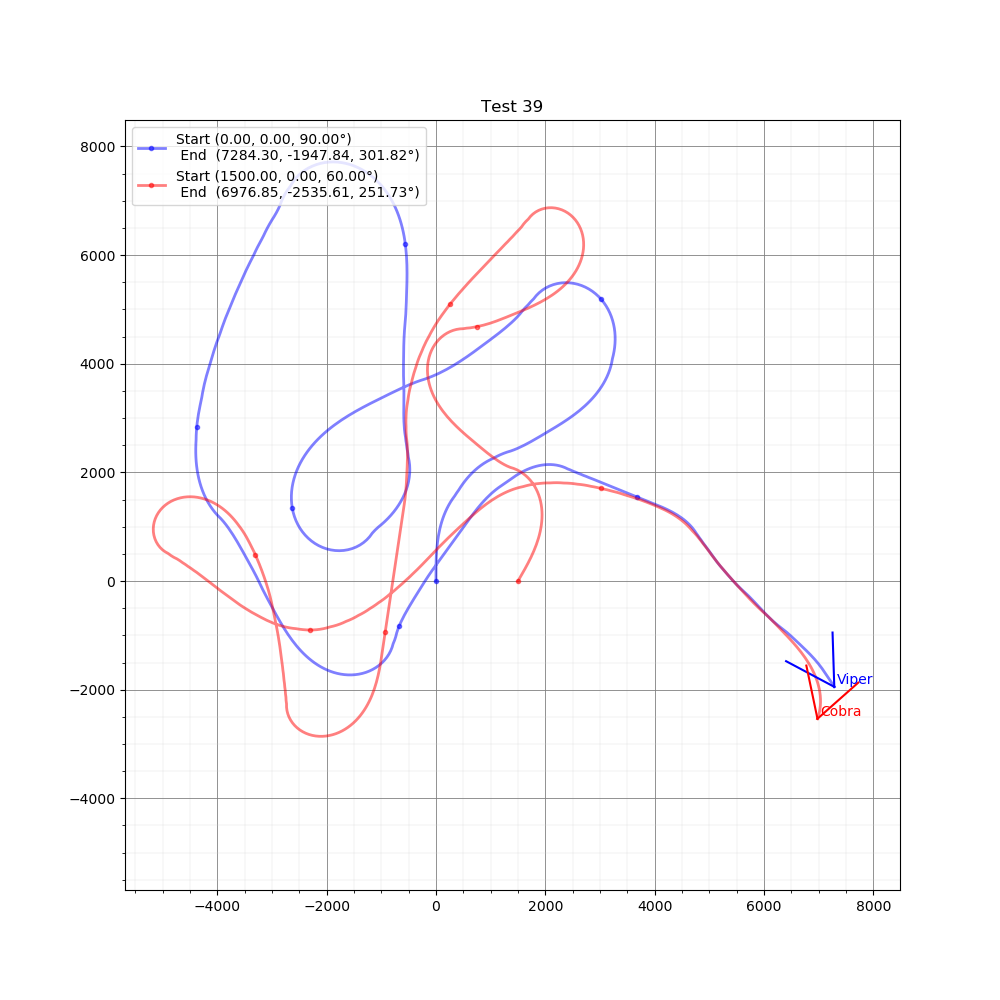 Test 39
Start (0.00, 0.00, 90.00°)
End (7284.30, -1947.84, 301.82°)
Start (1500.00, 0.00, 60.00°)
End (6976.85, -2535.61, 251.73°)
8000
6000
4000
2000
0
−2000
−4000
Viper
Cobra
−4000 −2000 0 2000 4000 6000 8000